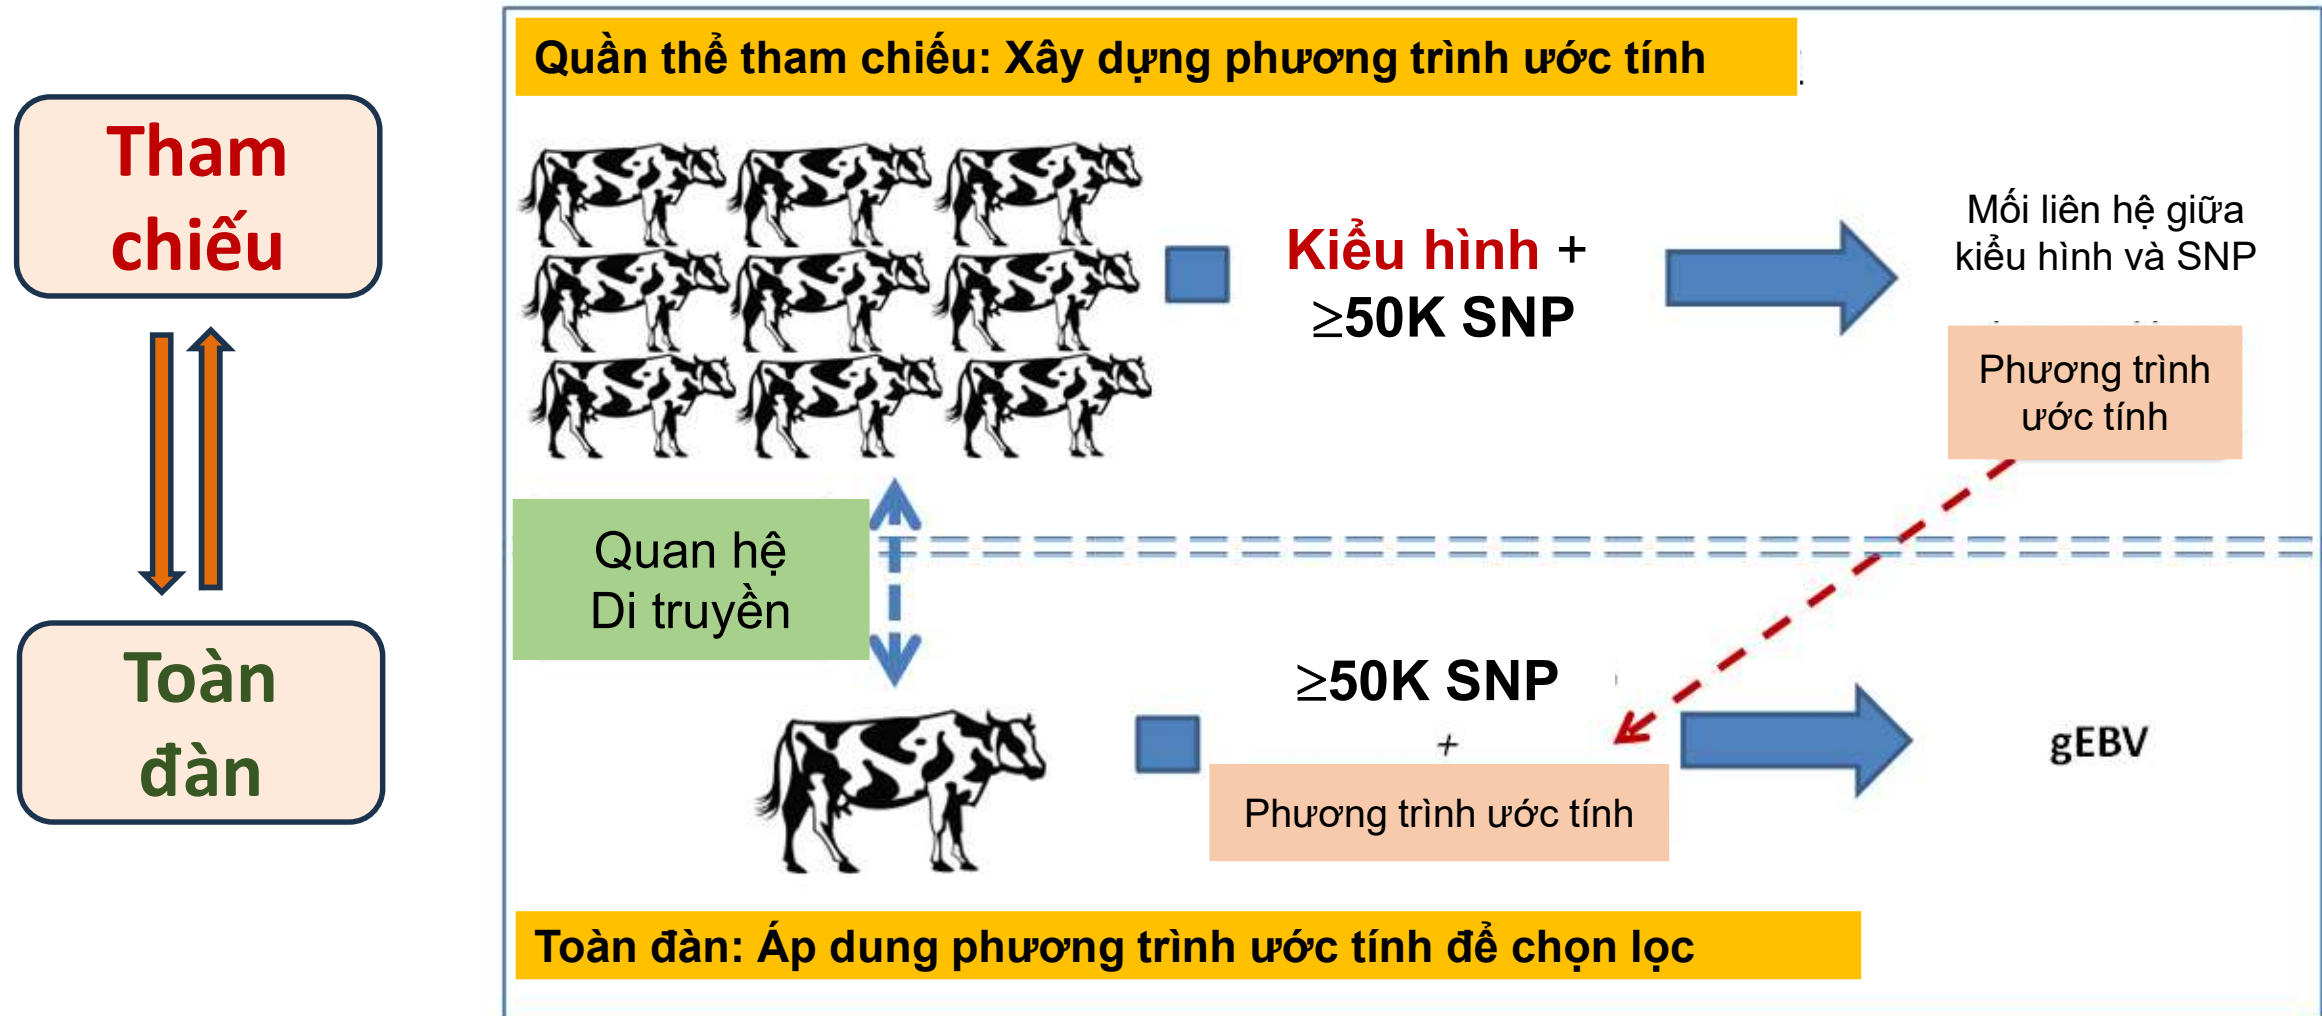 Tham
chiếu
Toàn
đàn
Quần thể tham chiếu: Xây dựng phương trình ước tính
Kiểu hình +
≥50K SNP
Mối liên hệ giữa
kiểu hình và SNP
Phương trình
ước tính
Quan hệ
Di truyền
≥50K SNP
+
Phương trình ước tính
gEBV
Toàn đàn: Áp dung phương trình ước tính để chọn lọc